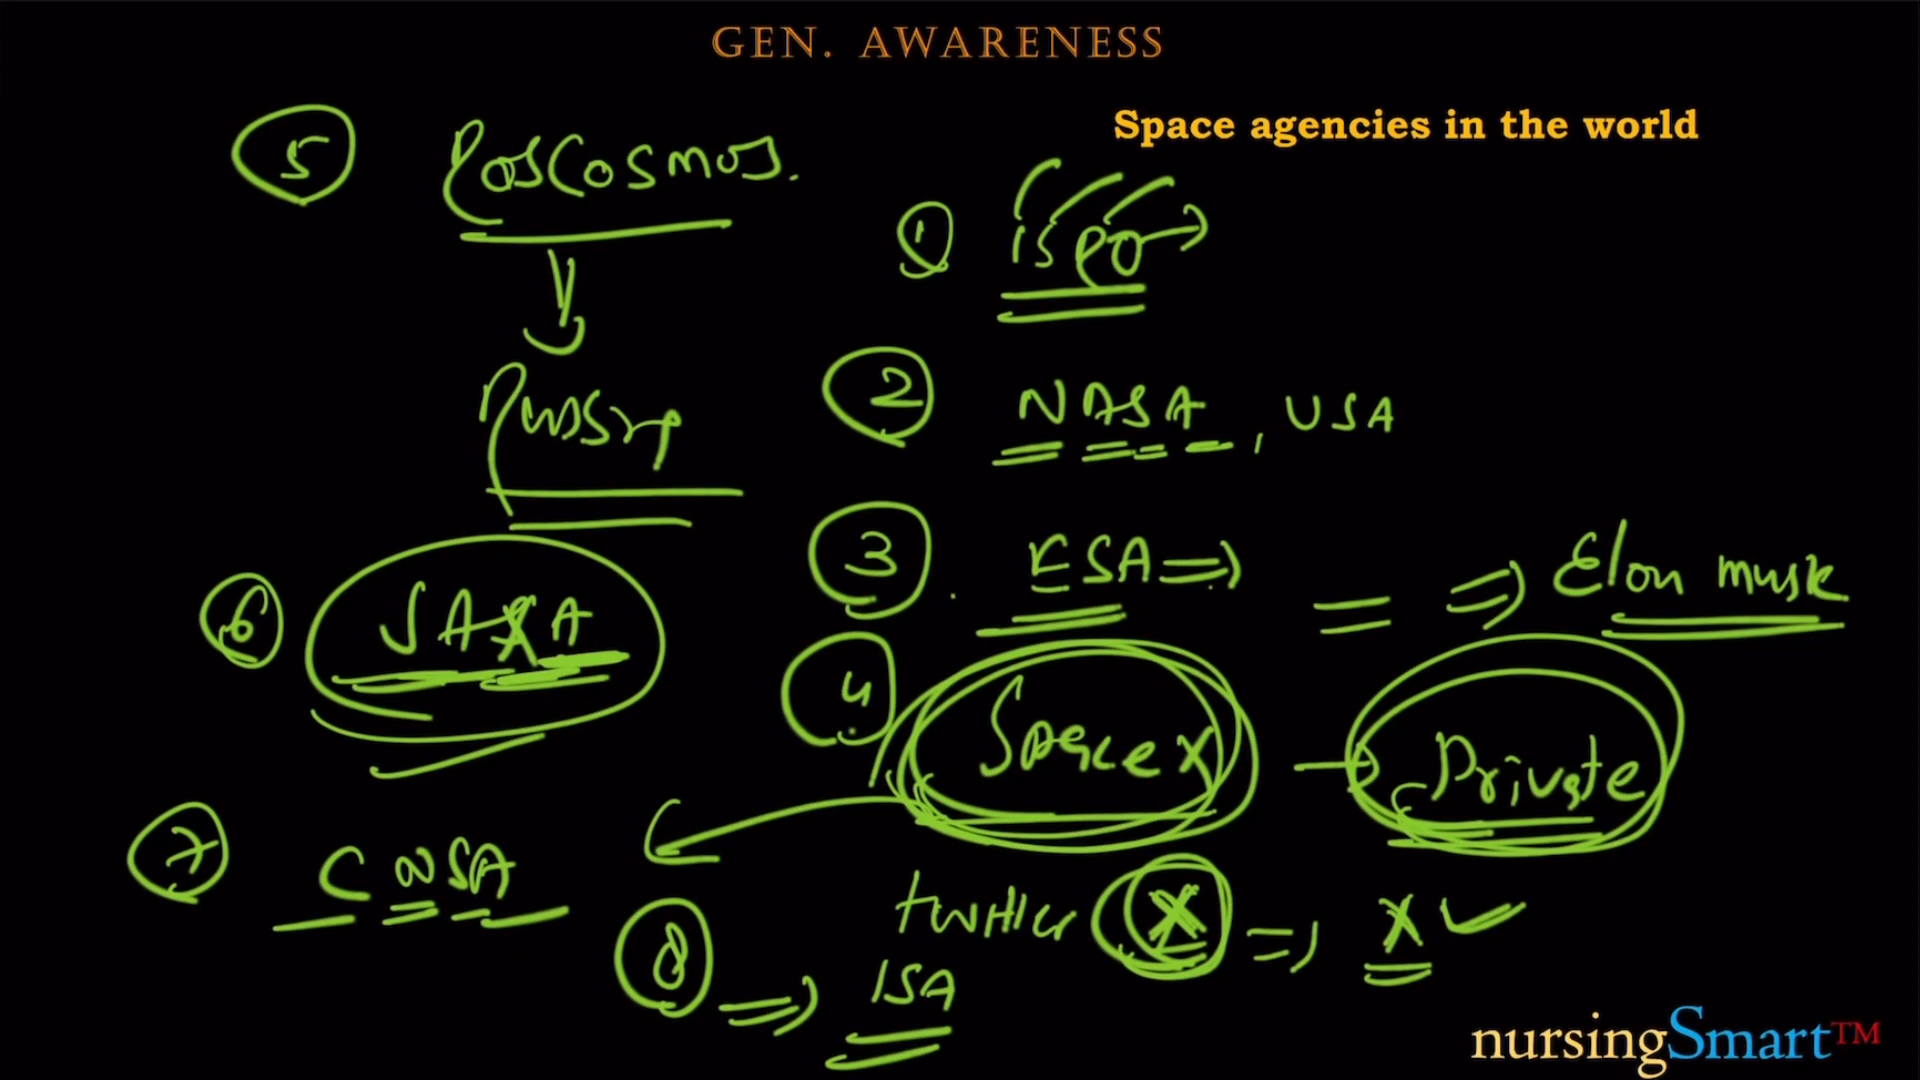 GEN. AWARENESS
Space agencies in the world
① ISRO
② NASA, USA
③ ESA ⇒
= ⇒ Elon musk
④ SpaceX → Private
twitter X ⇒ X ✓
⑤ RosCosmos.
Russia
⑥ JAXA
⑦ CNSA
⑧ ⇒ ISA
nursingSmart™